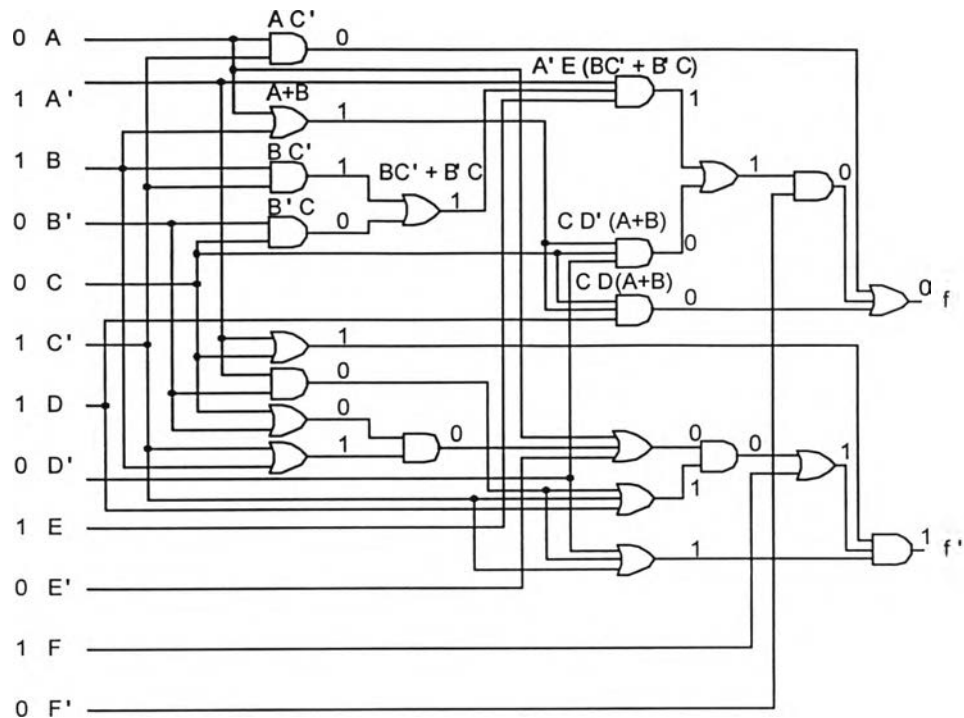 A C'
0 A 0
A' E (BC' + B' C)
1 A' A+B 1 1
1 B B C' 1 BC' + B' C 1 1 0
0 B' B' C 0 C D' (A+B) 0
0 C C D(A+B) 0 0 f
1 C' 1
1 D 0
0 0 0 0 1
0 D' 1 1
1 E 1 1 f'
0 E'
1 F
0 F'